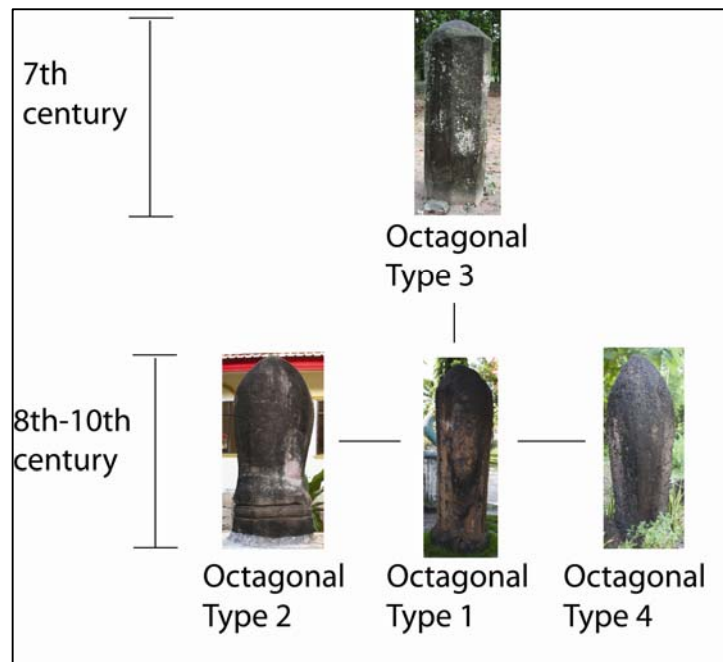 7th
century
Octagonal
Type 3
8th-10th
century
Octagonal
Type 2
Octagonal
Type 1
Octagonal
Type 4